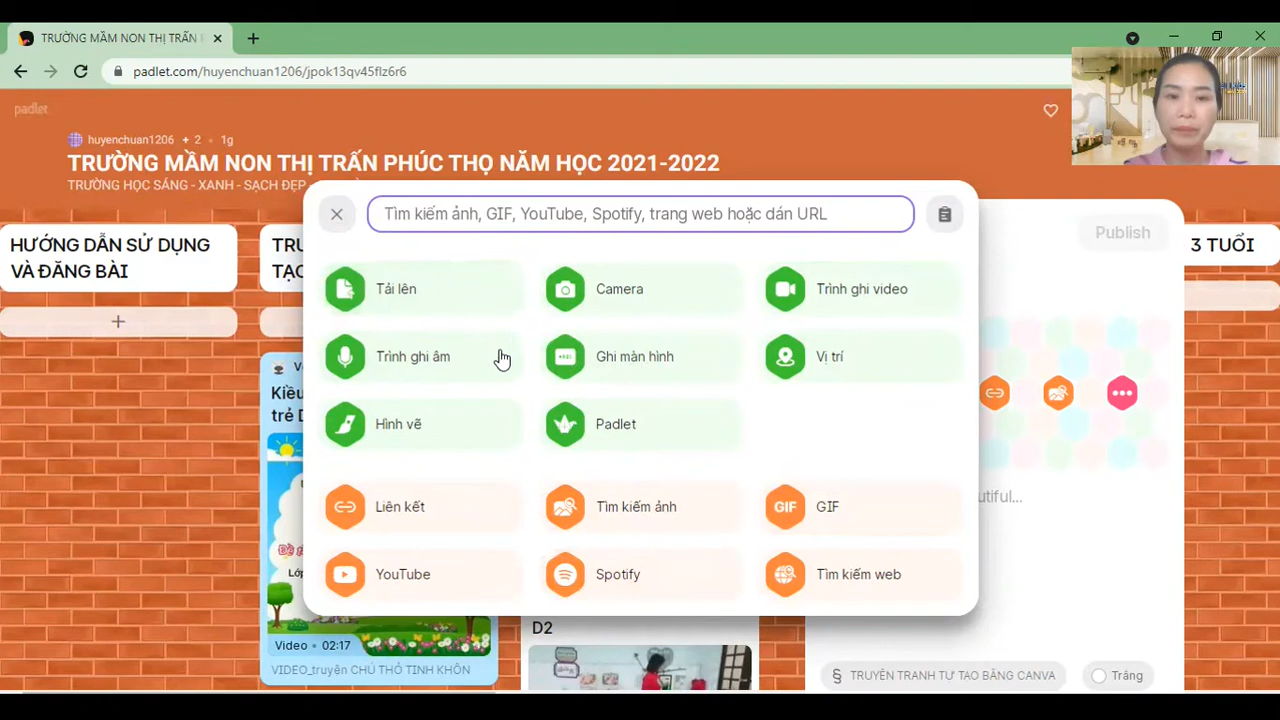 TRƯỜNG MẦM NON THỊ TRẤN P
padlet.com/huyenchuan1206/jpok13qv45flz6r6
padlet
huyenchuan1206 + 2 1g
TRƯỜNG MẦM NON THỊ TRẤN PHÚC THỌ NĂM HỌC 2021-2022
TRƯỜNG HỌC SÁNG - XANH - SẠCH ĐẸP
Tìm kiếm ảnh, GIF, YouTube, Spotify, trang web hoặc dán URL
Publish
HƯỚNG DẪN SỬ DỤNG
VÀ ĐĂNG BÀI
TRU
TẠC
3 TUỔI
Tải lên
Camera
Trình ghi video
Trình ghi âm
Ghi màn hình
Vị trí
Hình vẽ
Padlet
Kiều
trẻ D
Liên kết
Tìm kiếm ảnh
GIF
GIF
utiful...
YouTube
Spotify
Tìm kiếm web
Lớp
D2
Video • 02:17
VIDEO_truyện CHÚ THỎ TINH KHÔN
§ TRUYỆN TRANH TỰ TẠO BẰNG CANVA
Trắng